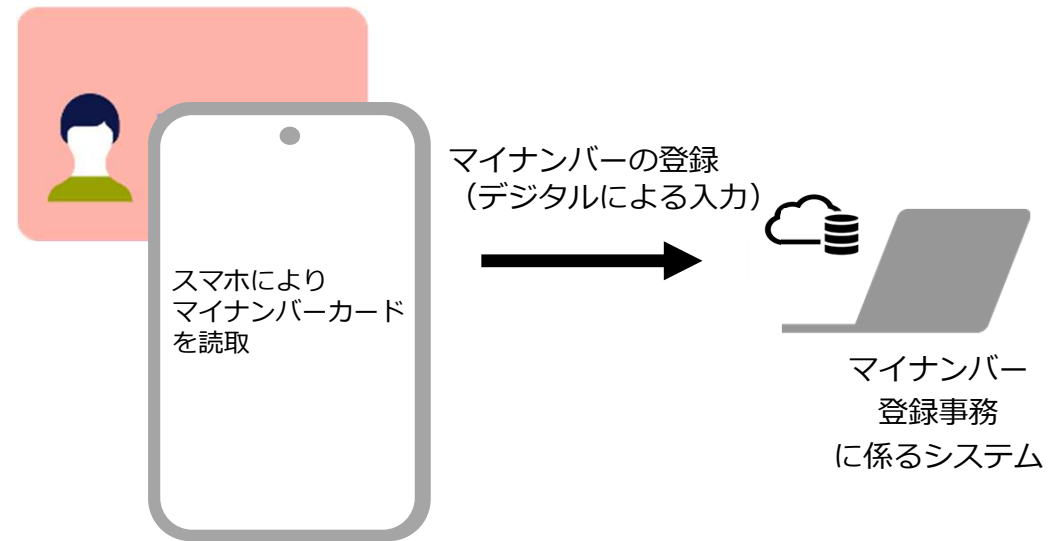 マイナンバーの登録
（デジタルによる入力）
スマホにより
マイナンバーカード
を読取
マイナンバー
登録事務
に係るシステム